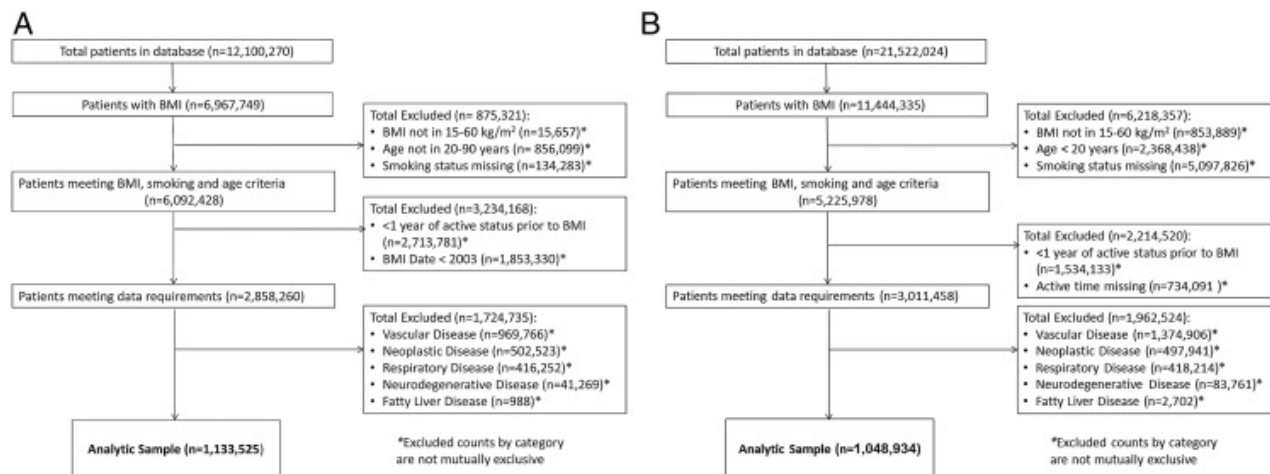 A
Total patients in database (n=12,100,270)
Patients with BMI (n=6,967,749)
Total Excluded (n= 875,321):
• BMI not in 15-60 kg/m² (n=15,657)*
• Age not in 20-90 years (n= 856,099)*
• Smoking status missing (n=134,283)*
Patients meeting BMI, smoking and age criteria
(n=6,092,428)
Total Excluded (n=3,234,168):
• <1 year of active status prior to BMI
(n=2,713,781)*
• BMI Date < 2003 (n=1,853,330)*
Patients meeting data requirements (n=2,858,260)
Total Excluded (n=1,724,735):
• Vascular Disease (n=969,766)*
• Neoplastic Disease (n=502,523)*
• Respiratory Disease (n=416,252)*
• Neurodegenerative Disease (n=41,269)*
• Fatty Liver Disease (n=988)*
Analytic Sample (n=1,133,525)
*Excluded counts by category
are not mutually exclusive
B
Total patients in database (n=21,522,024)
Patients with BMI (n=11,444,335)
Total Excluded (n=6,218,357):
• BMI not in 15-60 kg/m² (n=853,889)*
• Age < 20 years (n=2,368,438)*
• Smoking status missing (n=5,097,826)*
Patients meeting BMI, smoking and age criteria
(n=5,225,978)
Total Excluded (n=2,214,520):
• <1 year of active status prior to BMI
(n=1,534,133)*
• Active time missing (n=734,091 )*
Patients meeting data requirements (n=3,011,458)
Total Excluded (n=1,962,524):
• Vascular Disease (n=1,374,906)*
• Neoplastic Disease (n=497,941)*
• Respiratory Disease (n=418,214)*
• Neurodegenerative Disease (n=83,761)*
• Fatty Liver Disease (n=2,702)*
Analytic Sample (n=1,048,934)
*Excluded counts by category
are not mutually exclusive